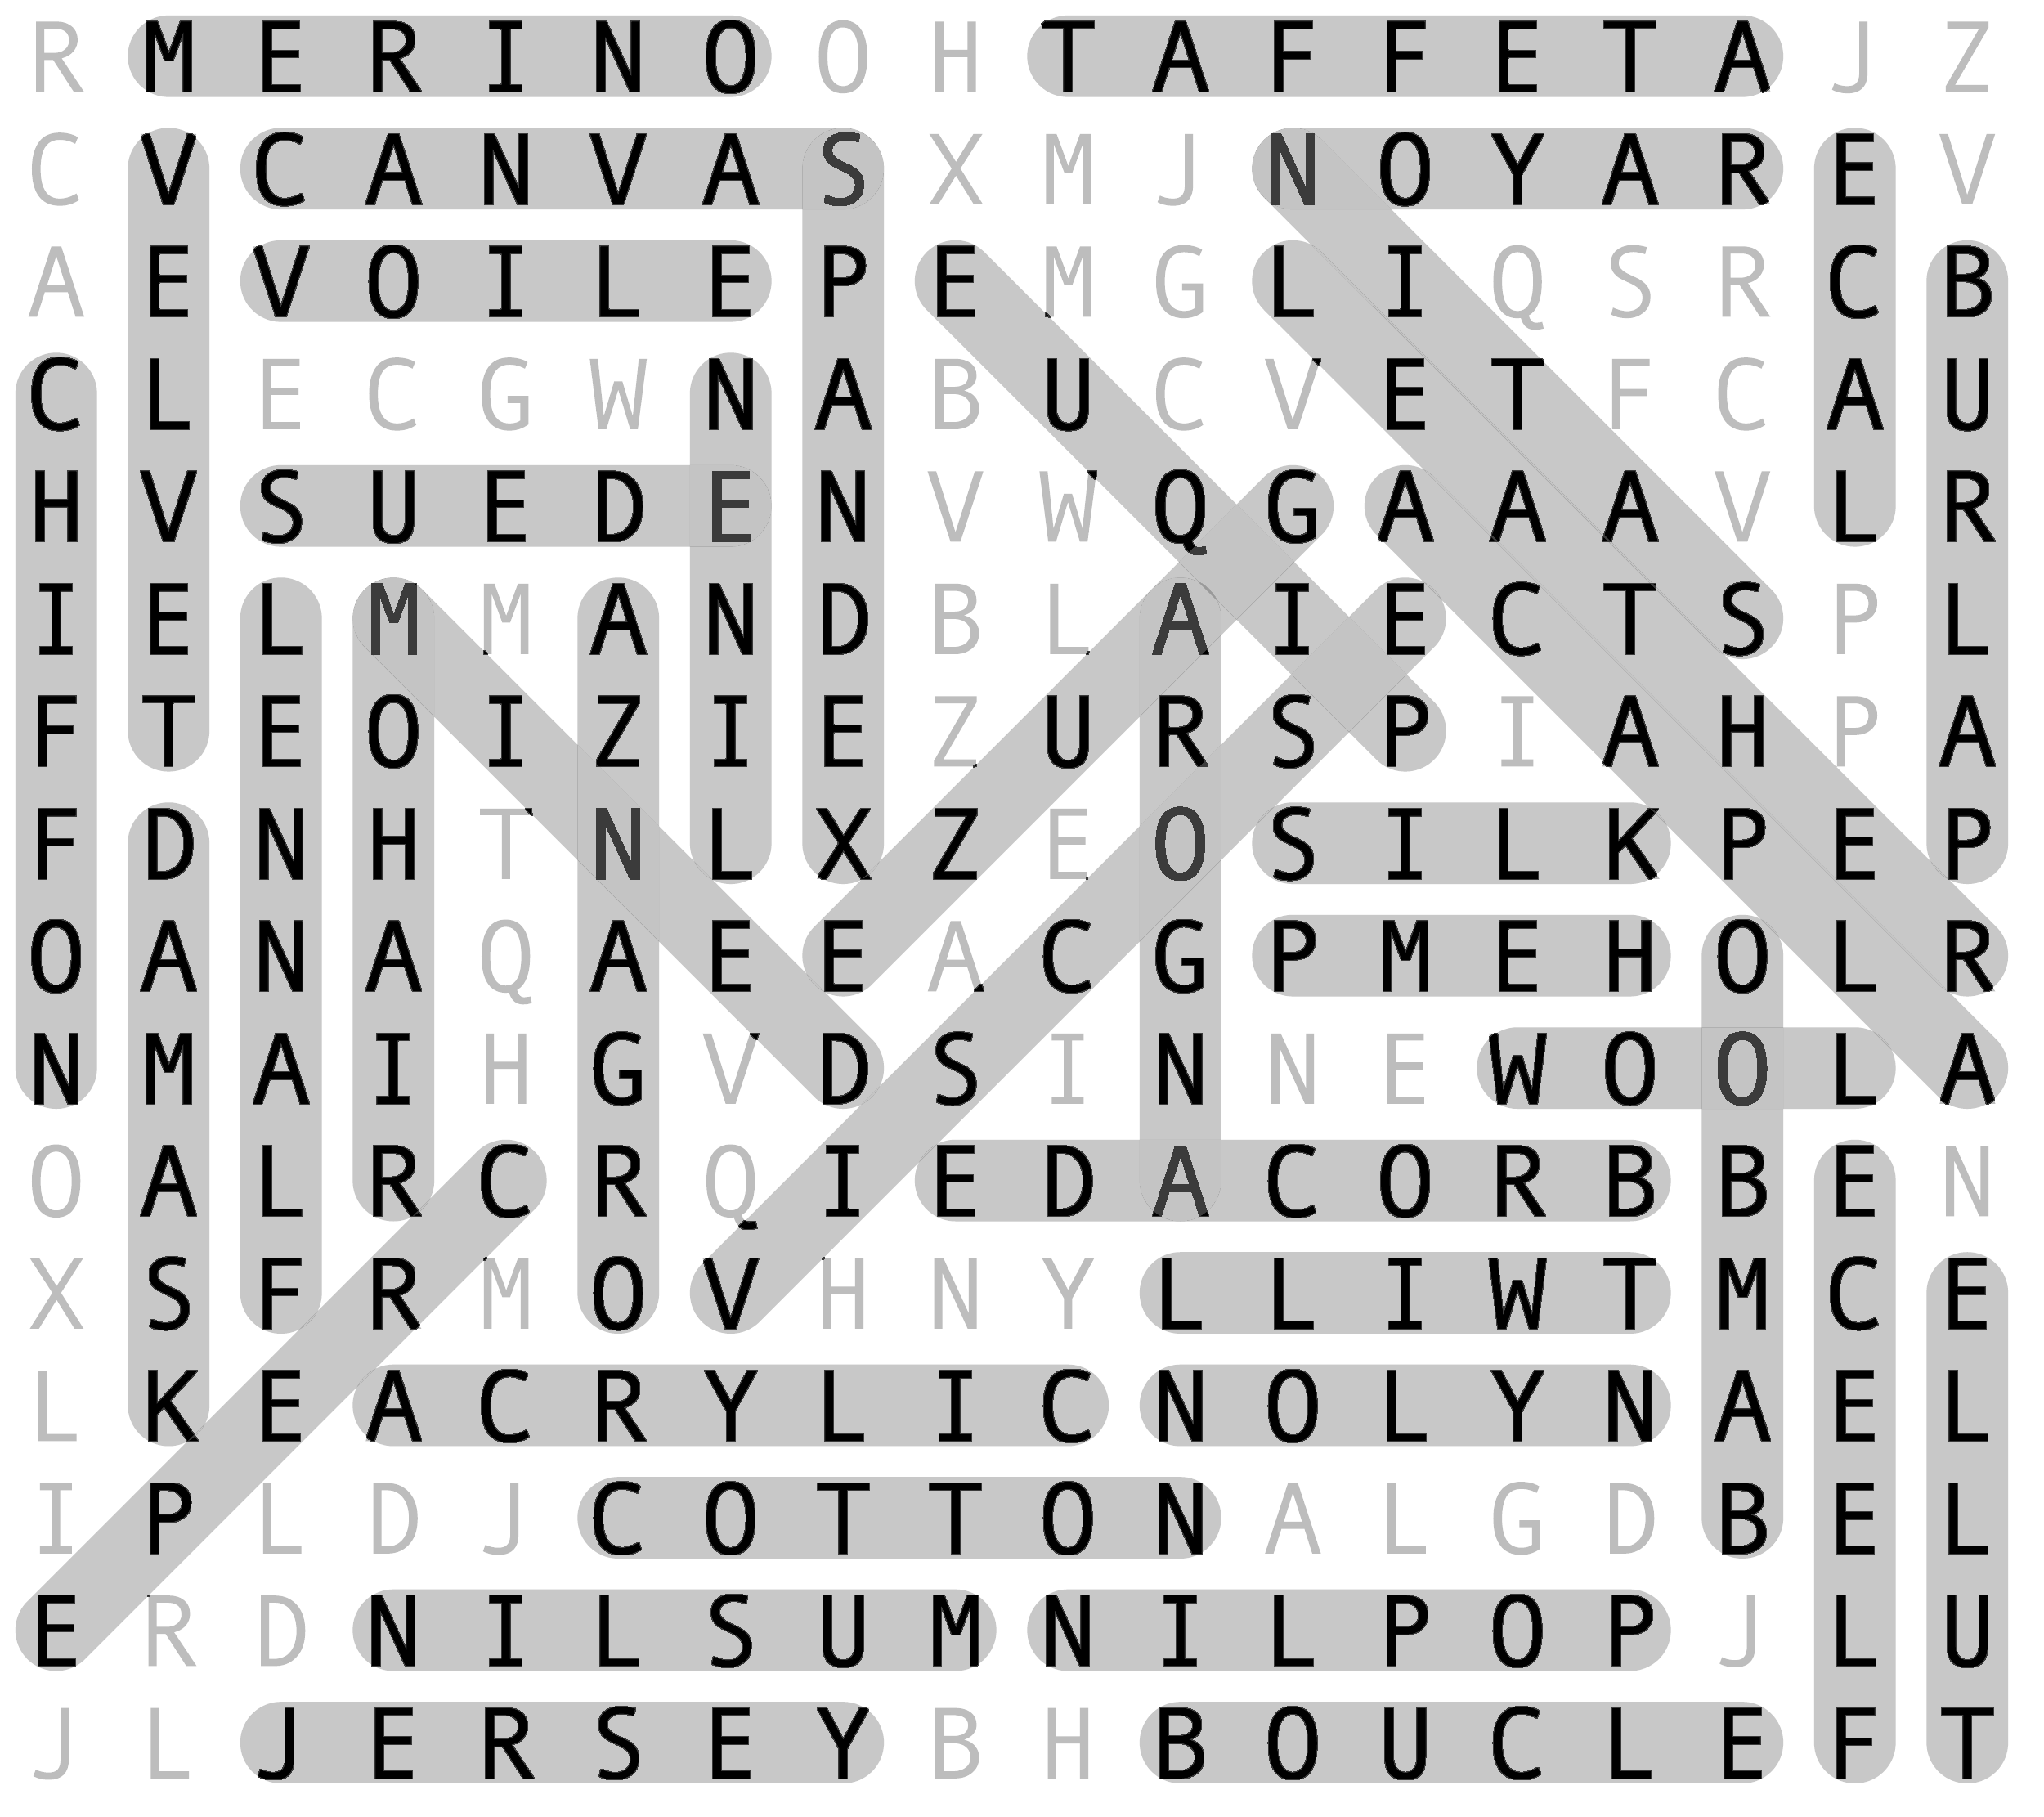 R M E R I N O O H T A F F E T A J Z
C V C A N V A S X M J N O Y A R E V
A E V O I L E P E M G L I Q S R C B
C L E C G W N A B U C V E T F C A U
H V S U E D E N V W Q G A A A V L R
I E L M M A N D B L A I E C T S P L
F T E O I Z I E Z U R S P I A H P A
F D N H T N L X Z E O S I L K P E P
O A N A Q A E E A C G P M E H O L R
N M A I H G V D S I N N E W O O L A
O A L R C R Q I E D A C O R B B E N
X S F R M O V H N Y L L I W T M C E
L K E A C R Y L I C N O L Y N A E L
I P L D J C O T T O N A L G D B E L
E R D N I L S U M N I L P O P J L U
J L J E R S E Y B H B O U C L E F T